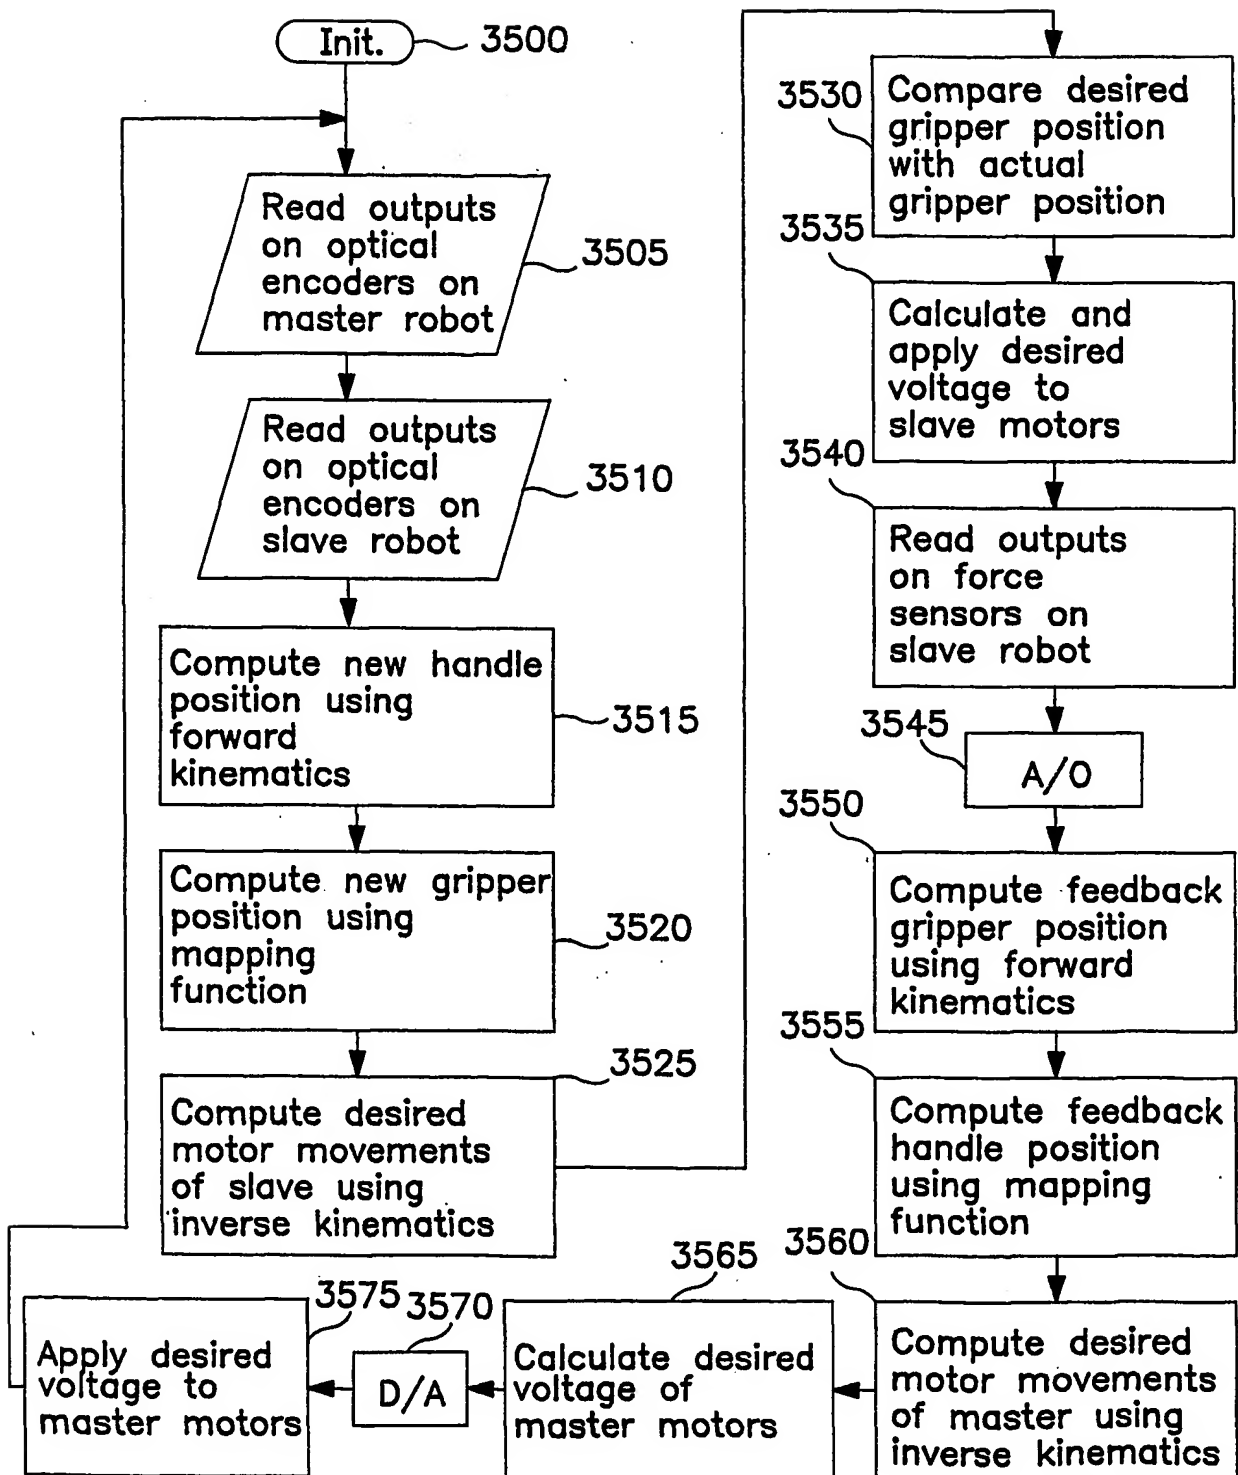 Init.
3500
Read outputs
on optical
encoders on
master robot
3505
Read outputs
on optical
encoders on
slave robot
3510
Compute new handle
position using
forward
kinematics
3515
Compute new gripper
position using
mapping
function
3520
Compute desired
motor movements
of slave using
inverse kinematics
3525
3530
Compare desired
gripper position
with actual
gripper position
3535
Calculate and
apply desired
voltage to
slave motors
3540
Read outputs
on force
sensors on
slave robot
3545
A/O
3550
Compute feedback
gripper position
using forward
kinematics
3555
Compute feedback
handle position
using mapping
function
3560
Compute desired
motor movements
of master using
inverse kinematics
3565
Calculate desired
voltage of
master motors
3570
D/A
3575
Apply desired
voltage to
master motors